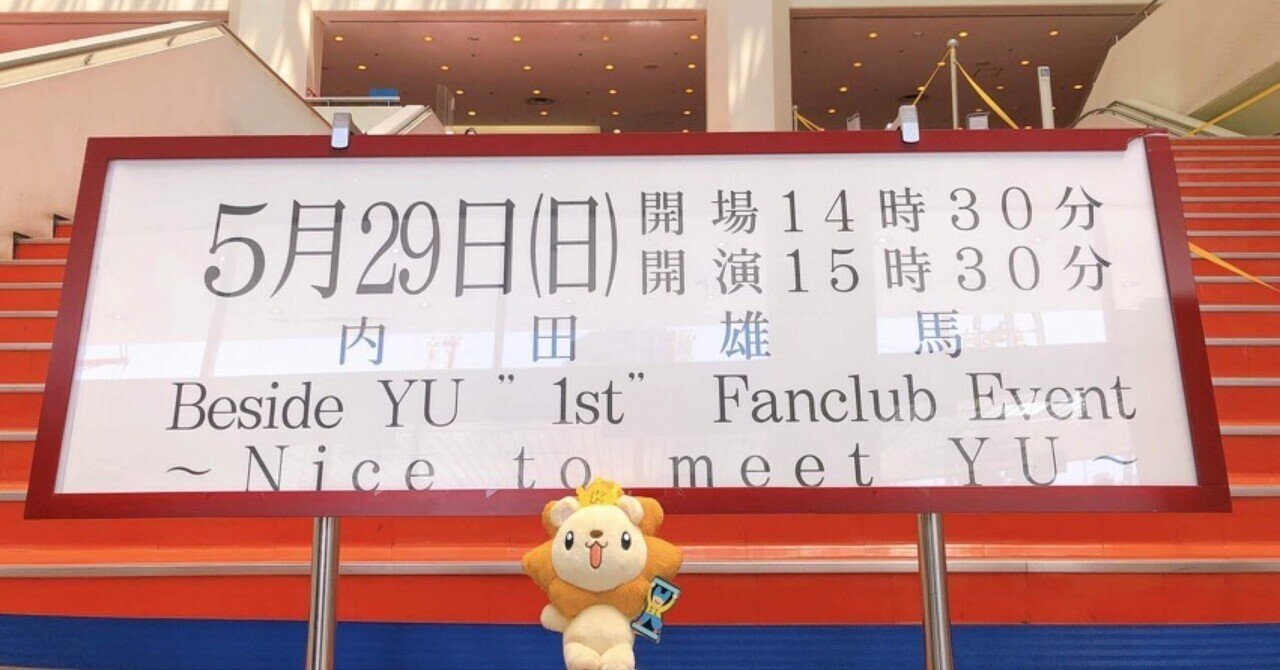 5月29日(日)
開場14時30分
開演15時30分
内田雄馬
Beside YU "1st" Fanclub Event
～Nice to meet YU～
K